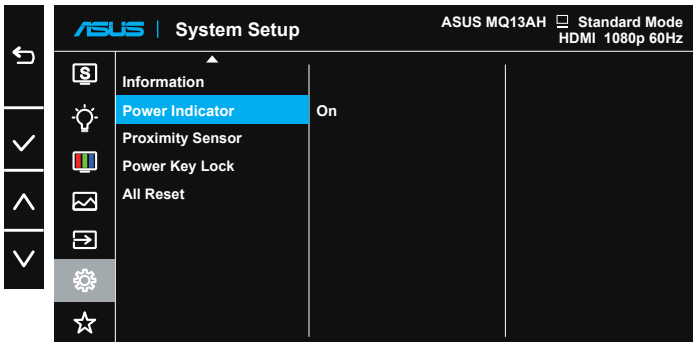 ASUS System Setup
ASUS MQ13AH Standard Mode
HDMI 1080p 60Hz
S
Information
Power Indicator On
Proximity Sensor
Power Key Lock
All Reset